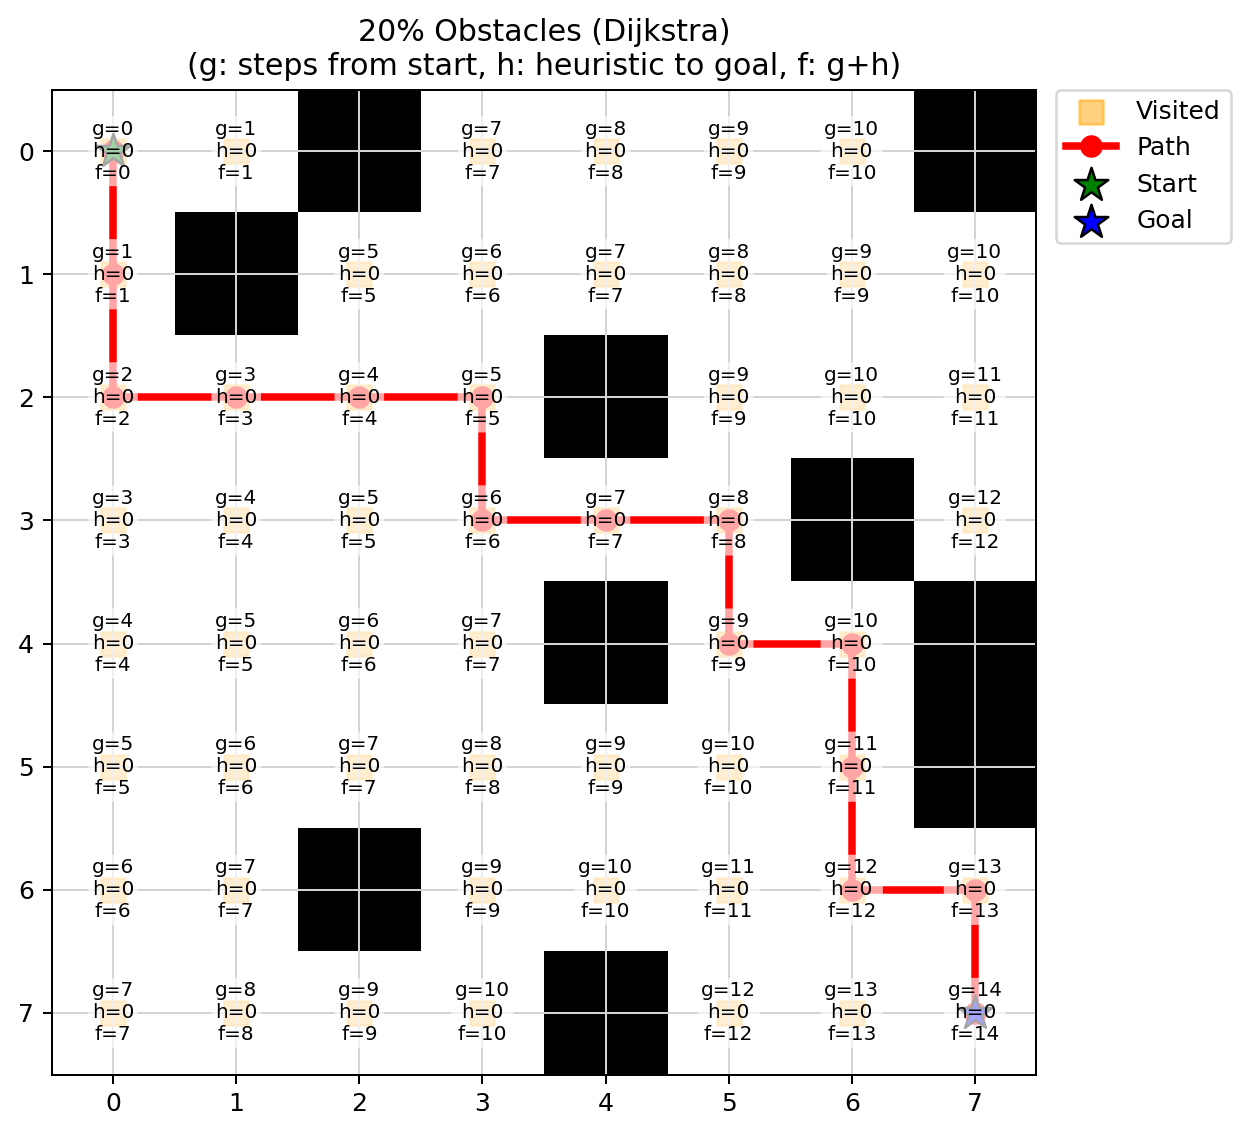 20% Obstacles (Dijkstra)
(g: steps from start, h: heuristic to goal, f: g+h)
Visited
Path
Start
Goal
0
g=0 g=1 g=7 g=8 g=9 g=10
h=0 h=0 h=0 h=0 h=0 h=0
f=0 f=1 f=7 f=8 f=9 f=10
1
g=1 g=5 g=6 g=7 g=8 g=9 g=10
h=0 h=0 h=0 h=0 h=0 h=0 h=0
f=1 f=5 f=6 f=7 f=8 f=9 f=10
2
g=2 g=3 g=4 g=5 g=9 g=10 g=11
h=0 h=0 h=0 h=0 h=0 h=0 h=0
f=2 f=3 f=4 f=5 f=9 f=10 f=11
3
g=3 g=4 g=5 g=6 g=7 g=8 g=12
h=0 h=0 h=0 h=0 h=0 h=0 h=0
f=3 f=4 f=5 f=6 f=7 f=8 f=12
4
g=4 g=5 g=6 g=7 g=9 g=10
h=0 h=0 h=0 h=0 h=0 h=0
f=4 f=5 f=6 f=7 f=9 f=10
5
g=5 g=6 g=7 g=8 g=9 g=10 g=11
h=0 h=0 h=0 h=0 h=0 h=0 h=0
f=5 f=6 f=7 f=8 f=9 f=10 f=11
6
g=6 g=7 g=9 g=10 g=11 g=12 g=13
h=0 h=0 h=0 h=0 h=0 h=0 h=0
f=6 f=7 f=9 f=10 f=11 f=12 f=13
7
g=7 g=8 g=9 g=10 g=12 g=13 g=14
h=0 h=0 h=0 h=0 h=0 h=0 h=0
f=7 f=8 f=9 f=10 f=12 f=13 f=14
0 1 2 3 4 5 6 7